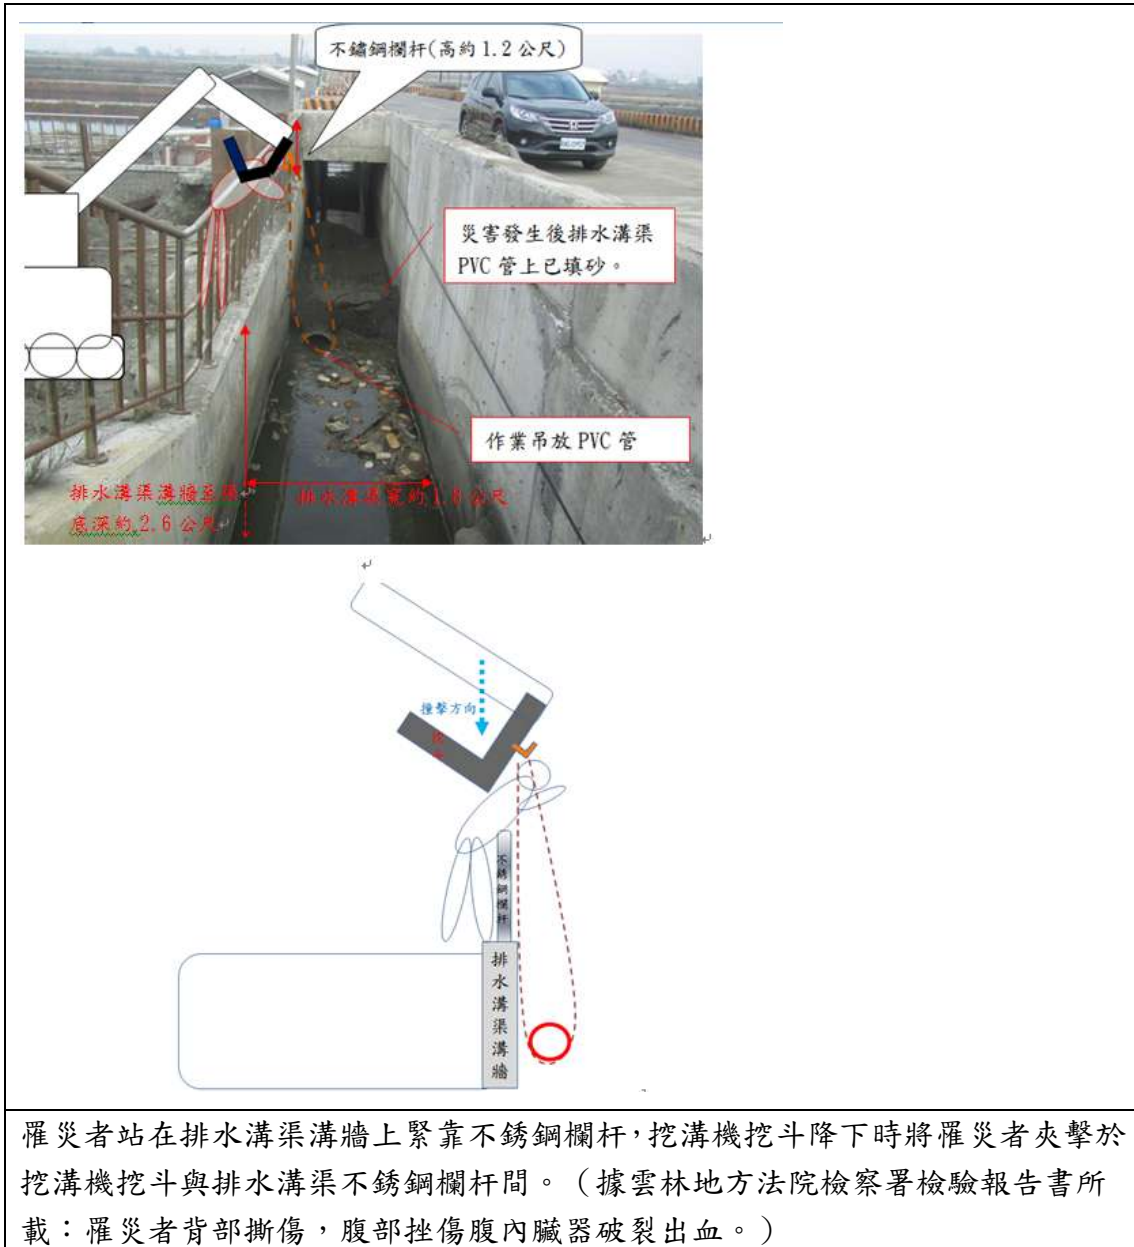 不鏽鋼欄杆(高約1.2公尺)
災害發生後排水溝渠
PVC管上已填砂。
作業吊放PVC管
排水溝渠溝牆至溝
底深約2.6公尺
排水溝渠寬約1.8公尺
撞擊方向
挖斗
不銹鋼欄杆
排水溝渠溝牆
罹災者站在排水溝渠溝牆上緊靠不銹鋼欄杆，挖溝機挖斗降下時將罹災者夾擊於
挖溝機挖斗與排水溝渠不銹鋼欄杆間。（據雲林地方法院檢察署檢驗報告書所
載：罹災者背部撕傷，腹部挫傷腹內臟器破裂出血。）